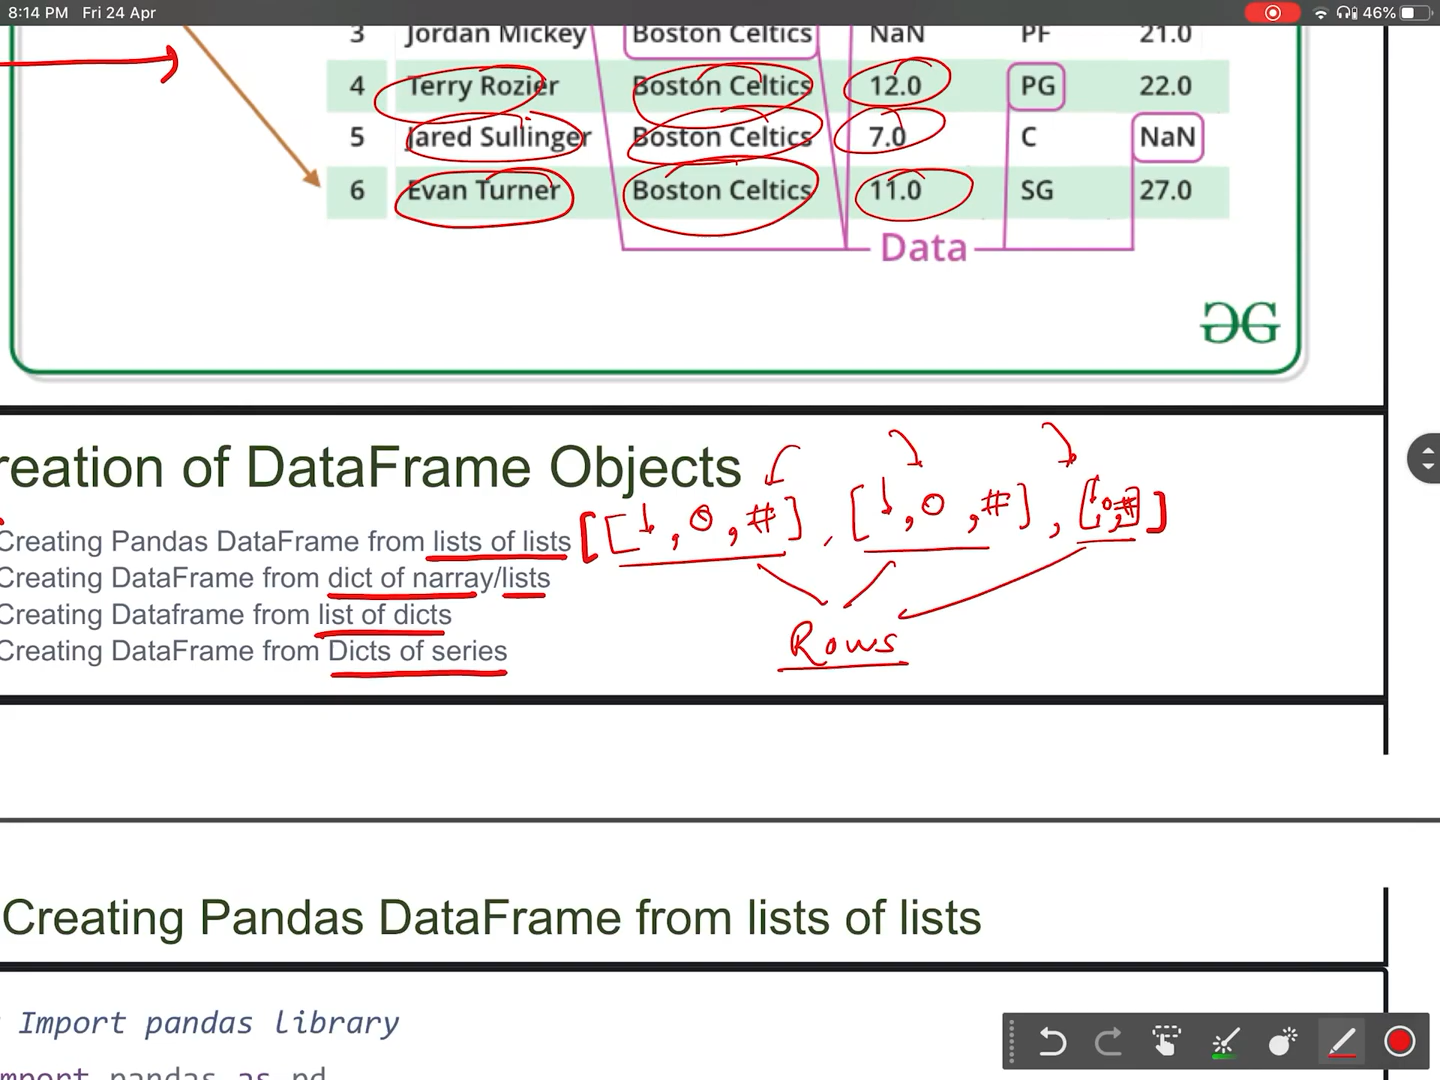 8:14 PM Fri 24 Apr 46%
3 Jordan Mickey Boston Celtics NaN PF 21.0
4 Terry Rozier Boston Celtics 12.0 PG 22.0
5 Jared Sullinger Boston Celtics 7.0 C NaN
6 Evan Turner Boston Celtics 11.0 SG 27.0
Data
reation of DataFrame Objects
Creating Pandas DataFrame from lists of lists
Creating DataFrame from dict of narray/lists
Creating Dataframe from list of dicts
Creating DataFrame from Dicts of series
Rows
Creating Pandas DataFrame from lists of lists
Import pandas library
mport pandas as pd